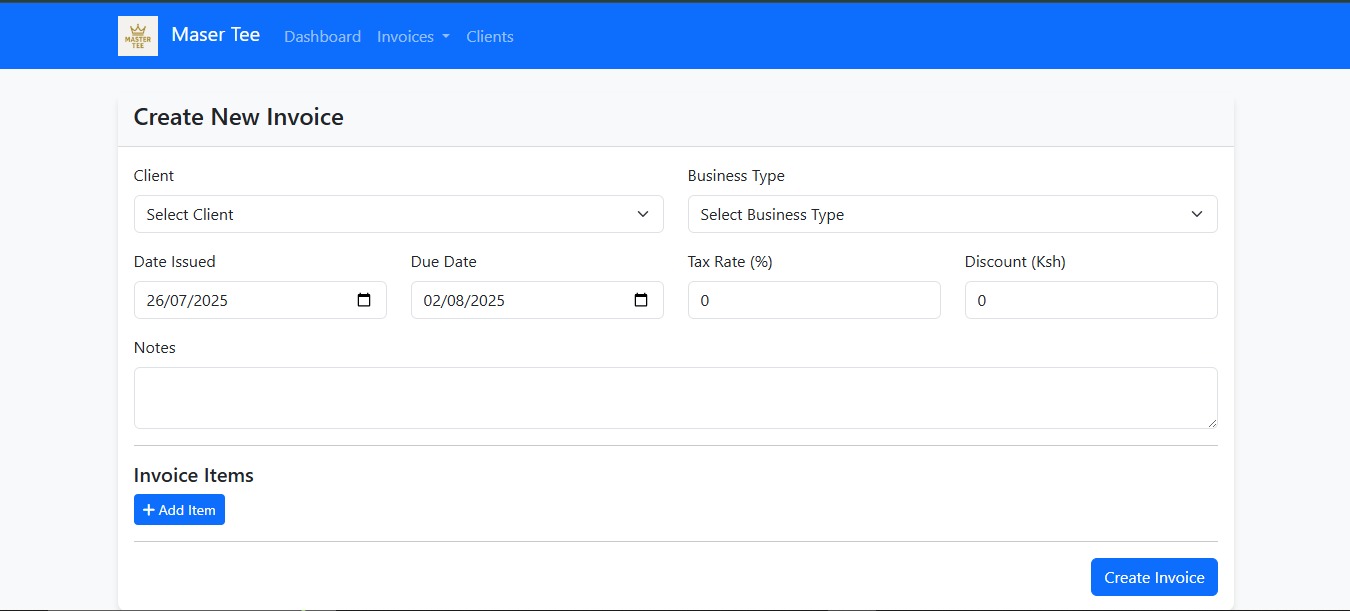 MASTER
TEE
Maser Tee Dashboard Invoices Clients
Create New Invoice
Client Business Type
Select Client Select Business Type
Date Issued Due Date Tax Rate (%) Discount (Ksh)
26/07/2025 02/08/2025 0 0
Notes
Invoice Items
+ Add Item
Create Invoice